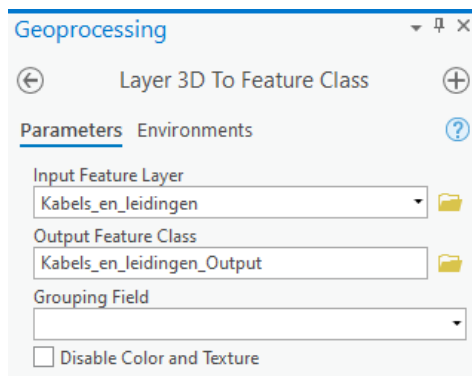 Geoprocessing
Layer 3D To Feature Class
Parameters Environments
Input Feature Layer
Kabels_en_leidingen
Output Feature Class
Kabels_en_leidingen_Output
Grouping Field
Disable Color and Texture